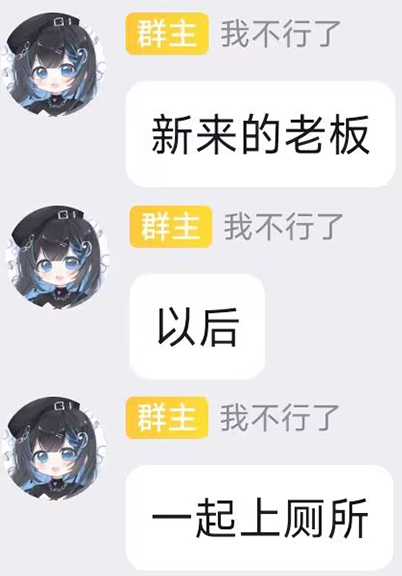 群主 我不行了
新来的老板
群主 我不行了
以后
群主 我不行了
一起上厕所